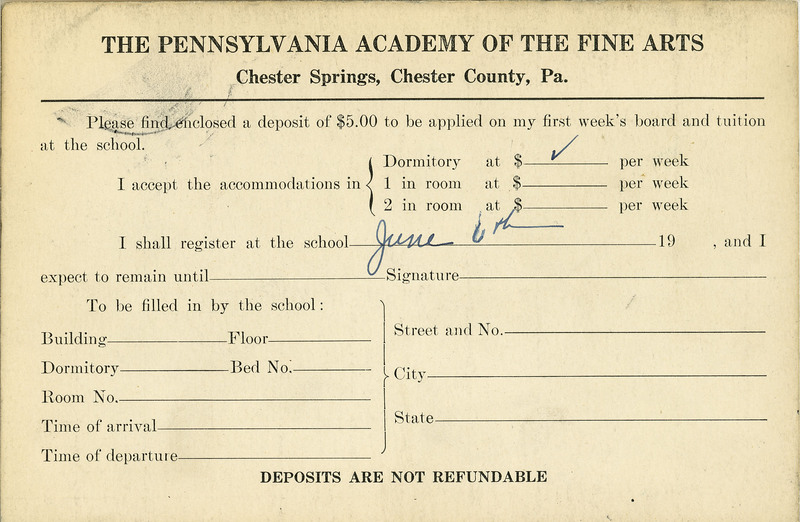 THE PENNSYLVANIA ACADEMY OF THE FINE ARTS
Chester Springs, Chester County, Pa.
Please find enclosed a deposit of $5.00 to be applied on my first week's board and tuition
at the school.
I accept the accommodations in
Dormitory at $ ✓ per week
1 in room at $ per week
2 in room at $ per week
I shall register at the school June 6th 19 , and I
expect to remain until Signature
To be filled in by the school:
Building Floor
Dormitory Bed No.
Room No.
Time of arrival
Time of departure
Street and No.
City
State
DEPOSITS ARE NOT REFUNDABLE